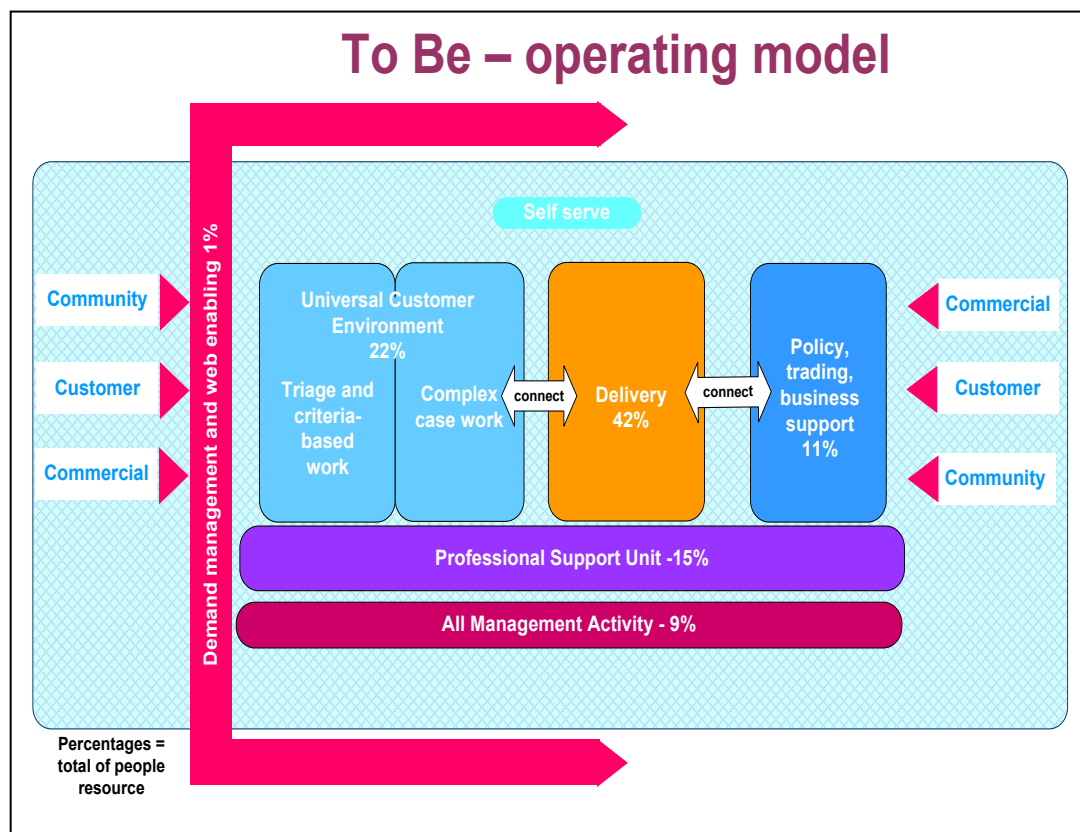 To Be – operating model
Self serve
Demand management and web enabling 1%
Community
Customer
Commercial
Universal Customer
Environment
22%
Triage and
criteria-
based
work
Complex
case work
connect
Delivery
42%
connect
Policy,
trading,
business
support
11%
Commercial
Customer
Community
Professional Support Unit -15%
All Management Activity - 9%
Percentages =
total of people
resource